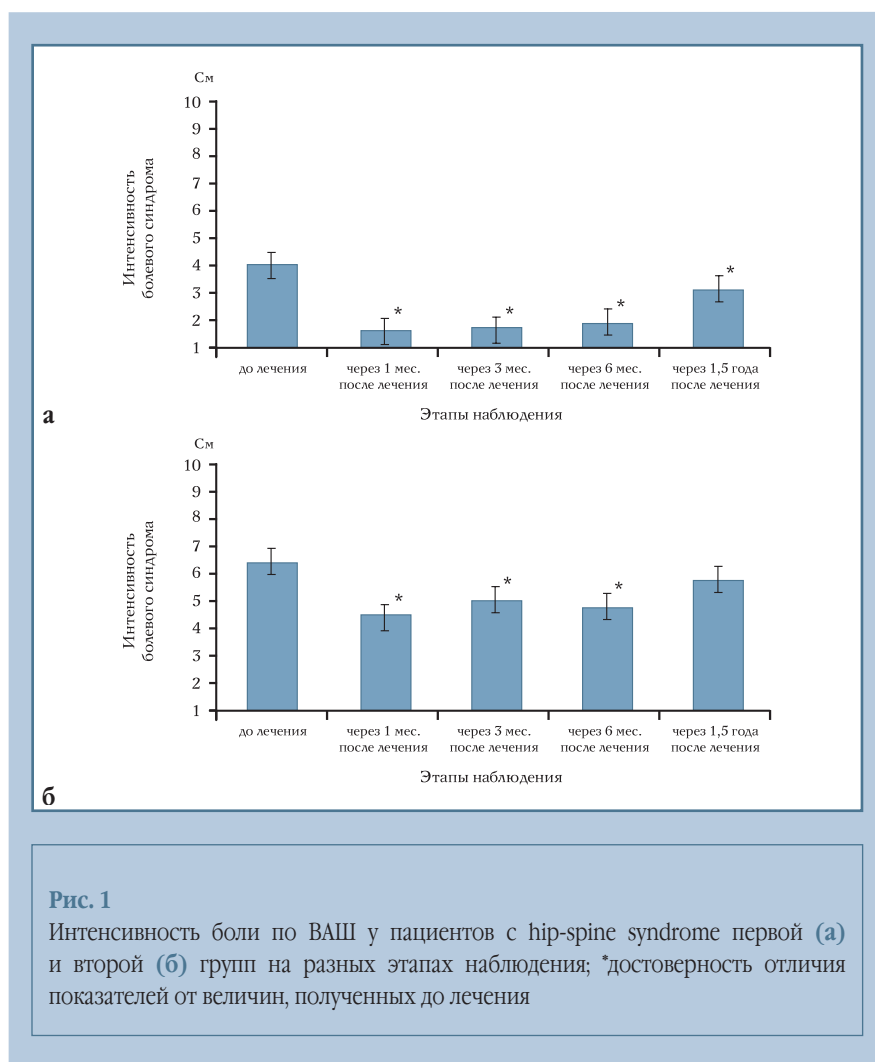 См
10
9
8
7
6
5
4
3
2
1
Интенсивность
болевого синдрома
*
*
*
*
до лечения
через 1 мес.
после лечения
через 3 мес.
после лечения
через 6 мес.
после лечения
через 1,5 года
после лечения
Этапы наблюдения
а
См
10
9
8
7
6
5
4
3
2
1
Интенсивность
болевого синдрома
*
*
*
до лечения
через 1 мес.
после лечения
через 3 мес.
после лечения
через 6 мес.
после лечения
через 1,5 года
после лечения
Этапы наблюдения
б
Рис. 1
Интенсивность боли по ВАШ у пациентов с hip-spine syndrome первой (а)
и второй (б) групп на разных этапах наблюдения; *достоверность отличия
показателей от величин, полученных до лечения